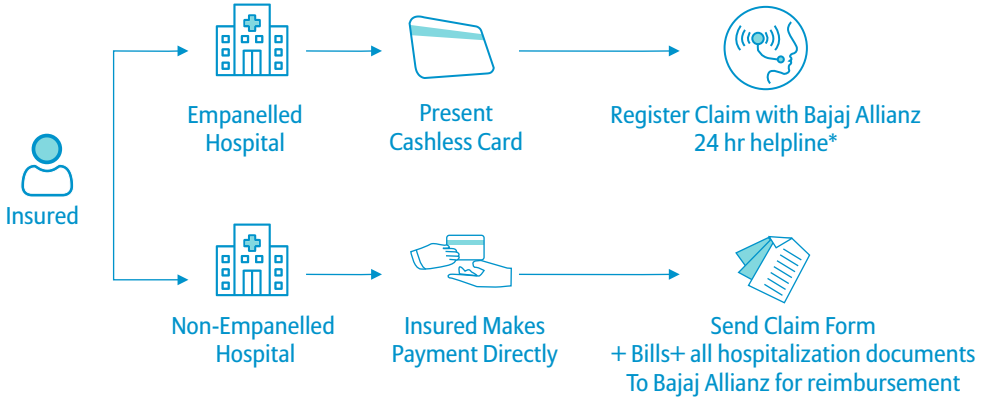 Insured
Empanelled
Hospital
Present
Cashless Card
Register Claim with Bajaj Allianz
24 hr helpline*
Non-Empanelled
Hospital
Insured Makes
Payment Directly
Send Claim Form
+ Bills+ all hospitalization documents
To Bajaj Allianz for reimbursement